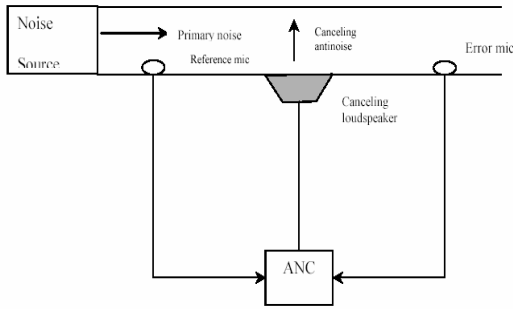 Noise
Source
Primary noise
Reference mic
Canceling
antinoise
Error mic
Canceling
loudspeaker
ANC